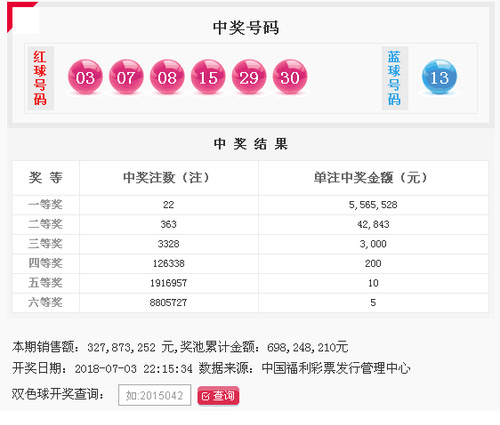 中奖号码
红球号码 03 07 08 15 29 30 蓝球号码 13
中 奖 结 果
奖 等 中奖注数（注） 单注中奖金额（元）
一等奖 22 5,565,528
二等奖 363 42,843
三等奖 3328 3,000
四等奖 126338 200
五等奖 1916957 10
六等奖 8805727 5
本期销售额：327,873,252 元,奖池累计金额：698,248,210元
开奖日期：2018-07-03 22:15:34 数据来源：中国福利彩票发行管理中心
双色球开奖查询： 如:2015042 查询